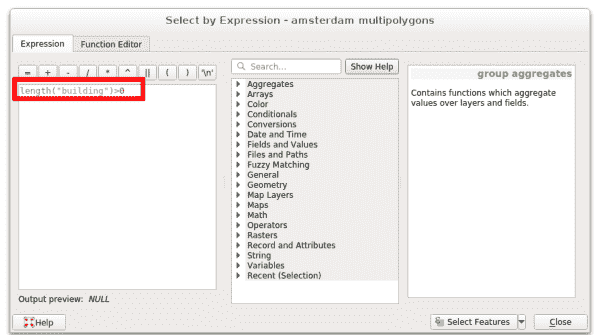 Select by Expression - amsterdam multipolygons
Expression
Function Editor
= + - / * ^ || ( ) '\n'
length("building")>0
Output preview: NULL
Search...
Show Help
Aggregates
Arrays
Color
Conditionals
Conversions
Date and Time
Fields and Values
Files and Paths
Fuzzy Matching
General
Geometry
Map Layers
Maps
Math
Operators
Rasters
Record and Attributes
String
Variables
Recent (Selection)
group aggregates
Contains functions which aggregate
values over layers and fields.
Help
Select Features
Close